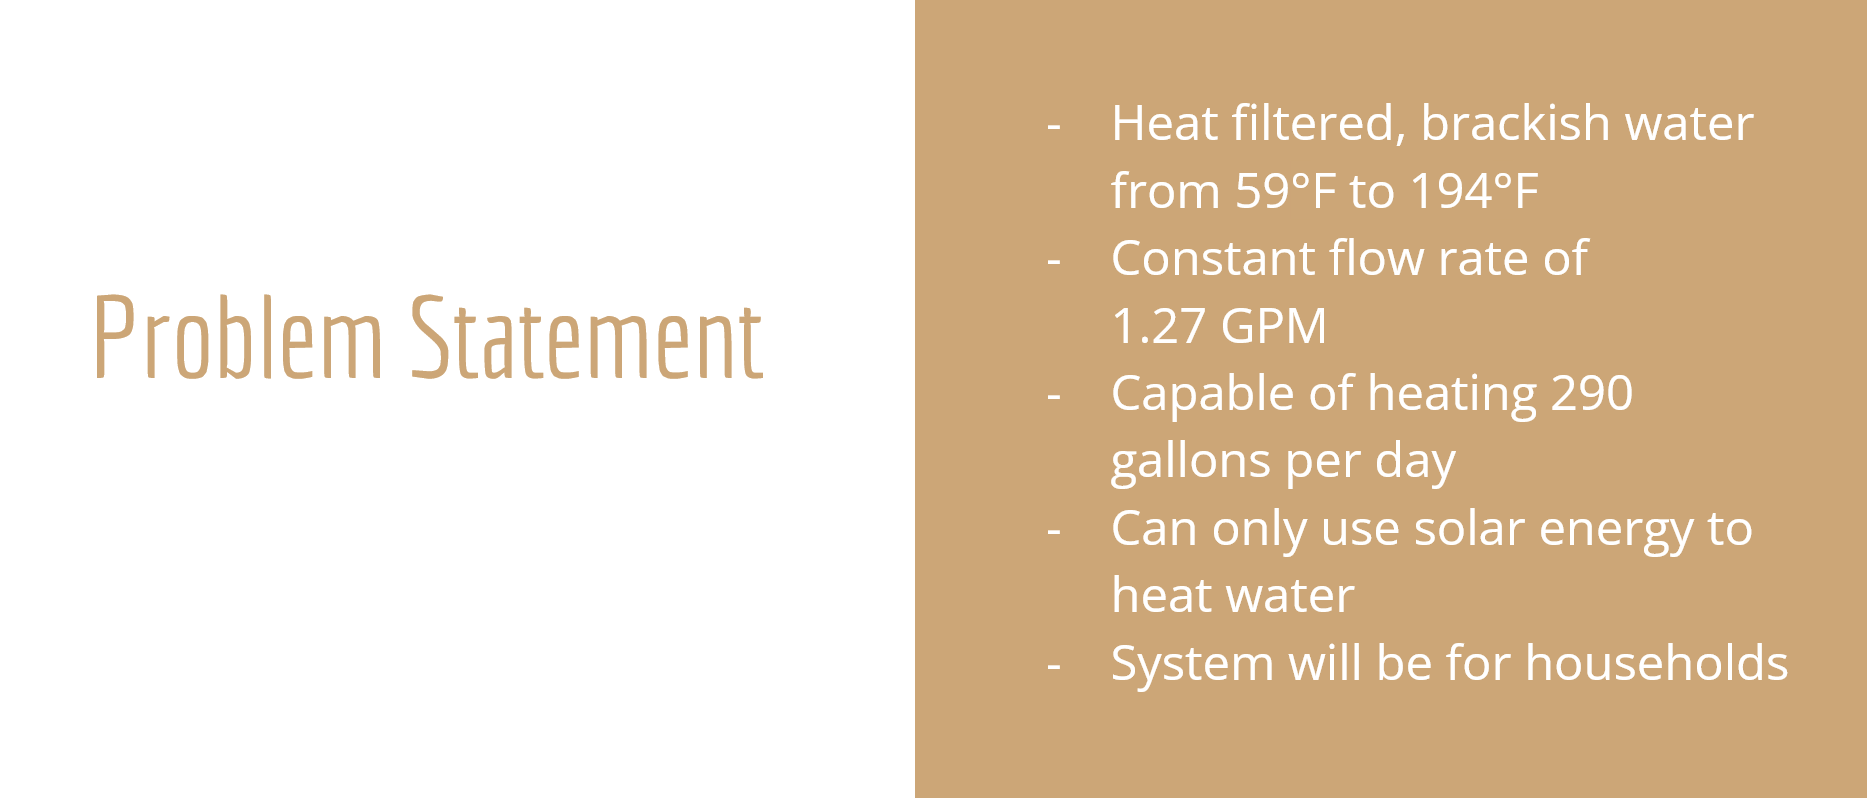 Problem Statement
- Heat filtered, brackish water
from 59°F to 194°F
- Constant flow rate of
1.27 GPM
- Capable of heating 290
gallons per day
- Can only use solar energy to
heat water
- System will be for households